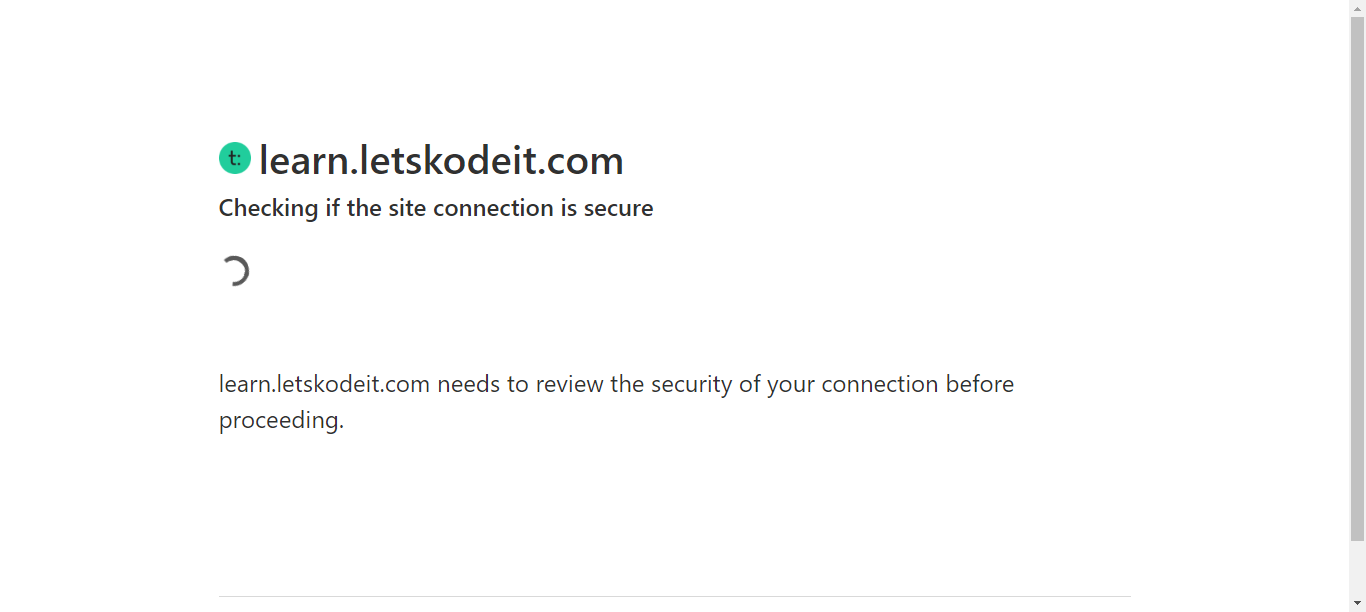 t: learn.letskodeit.com
Checking if the site connection is secure
learn.letskodeit.com needs to review the security of your connection before
proceeding.